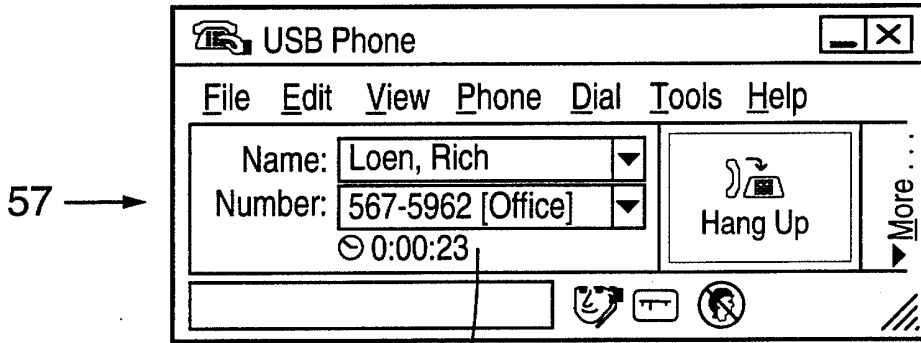 USB Phone
File Edit View Phone Dial Tools Help
Name: Loen, Rich
Number: 567-5962 [Office]
0:00:23
Hang Up
More...
57